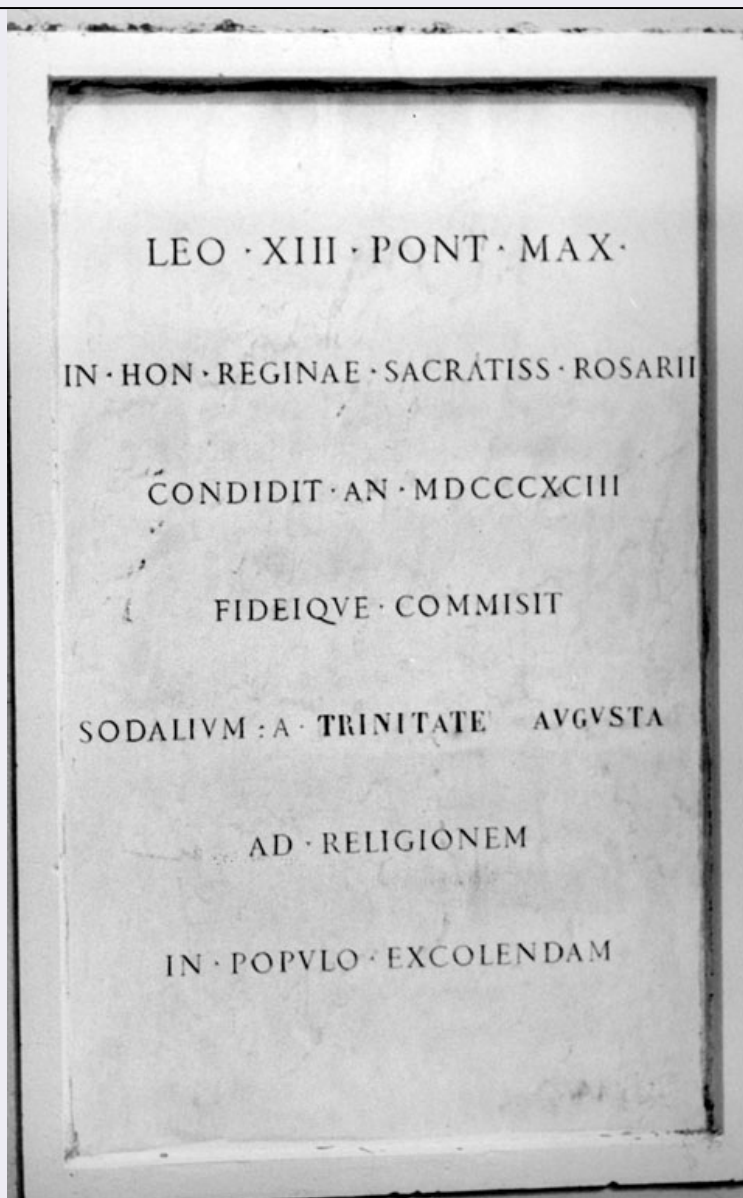 LEO · XIII · PONT · MAX ·
IN · HON · REGINAE · SACRATISS · ROSARII
CONDIDIT · AN · MDCCCXCIII
FIDEIQVE · COMMISIT
SODALIVM : A · TRINITATE AVGVSTA
AD · RELIGIONEM
IN · POPVLO · EXCOLENDAM